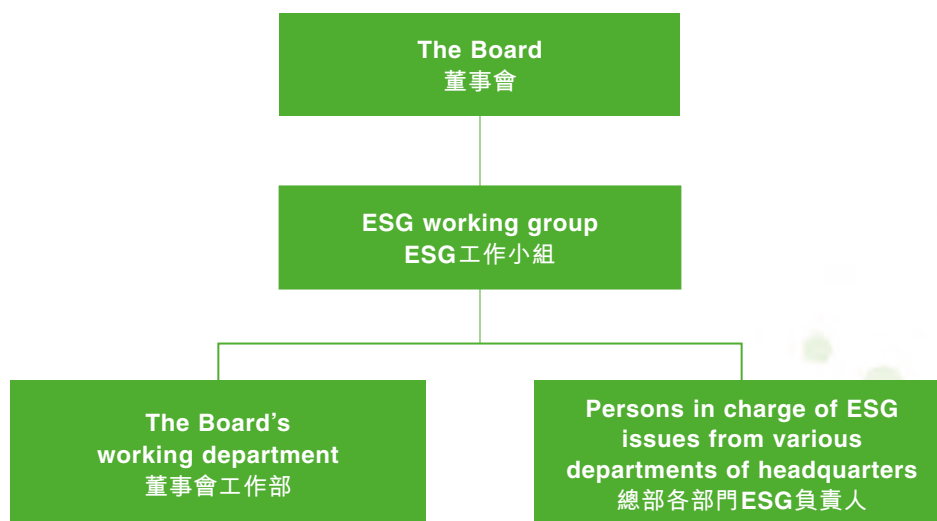 The Board
董事會
ESG working group
ESG工作小組
The Board’s
working department
董事會工作部
Persons in charge of ESG
issues from various
departments of headquarters
總部各部門ESG負責人